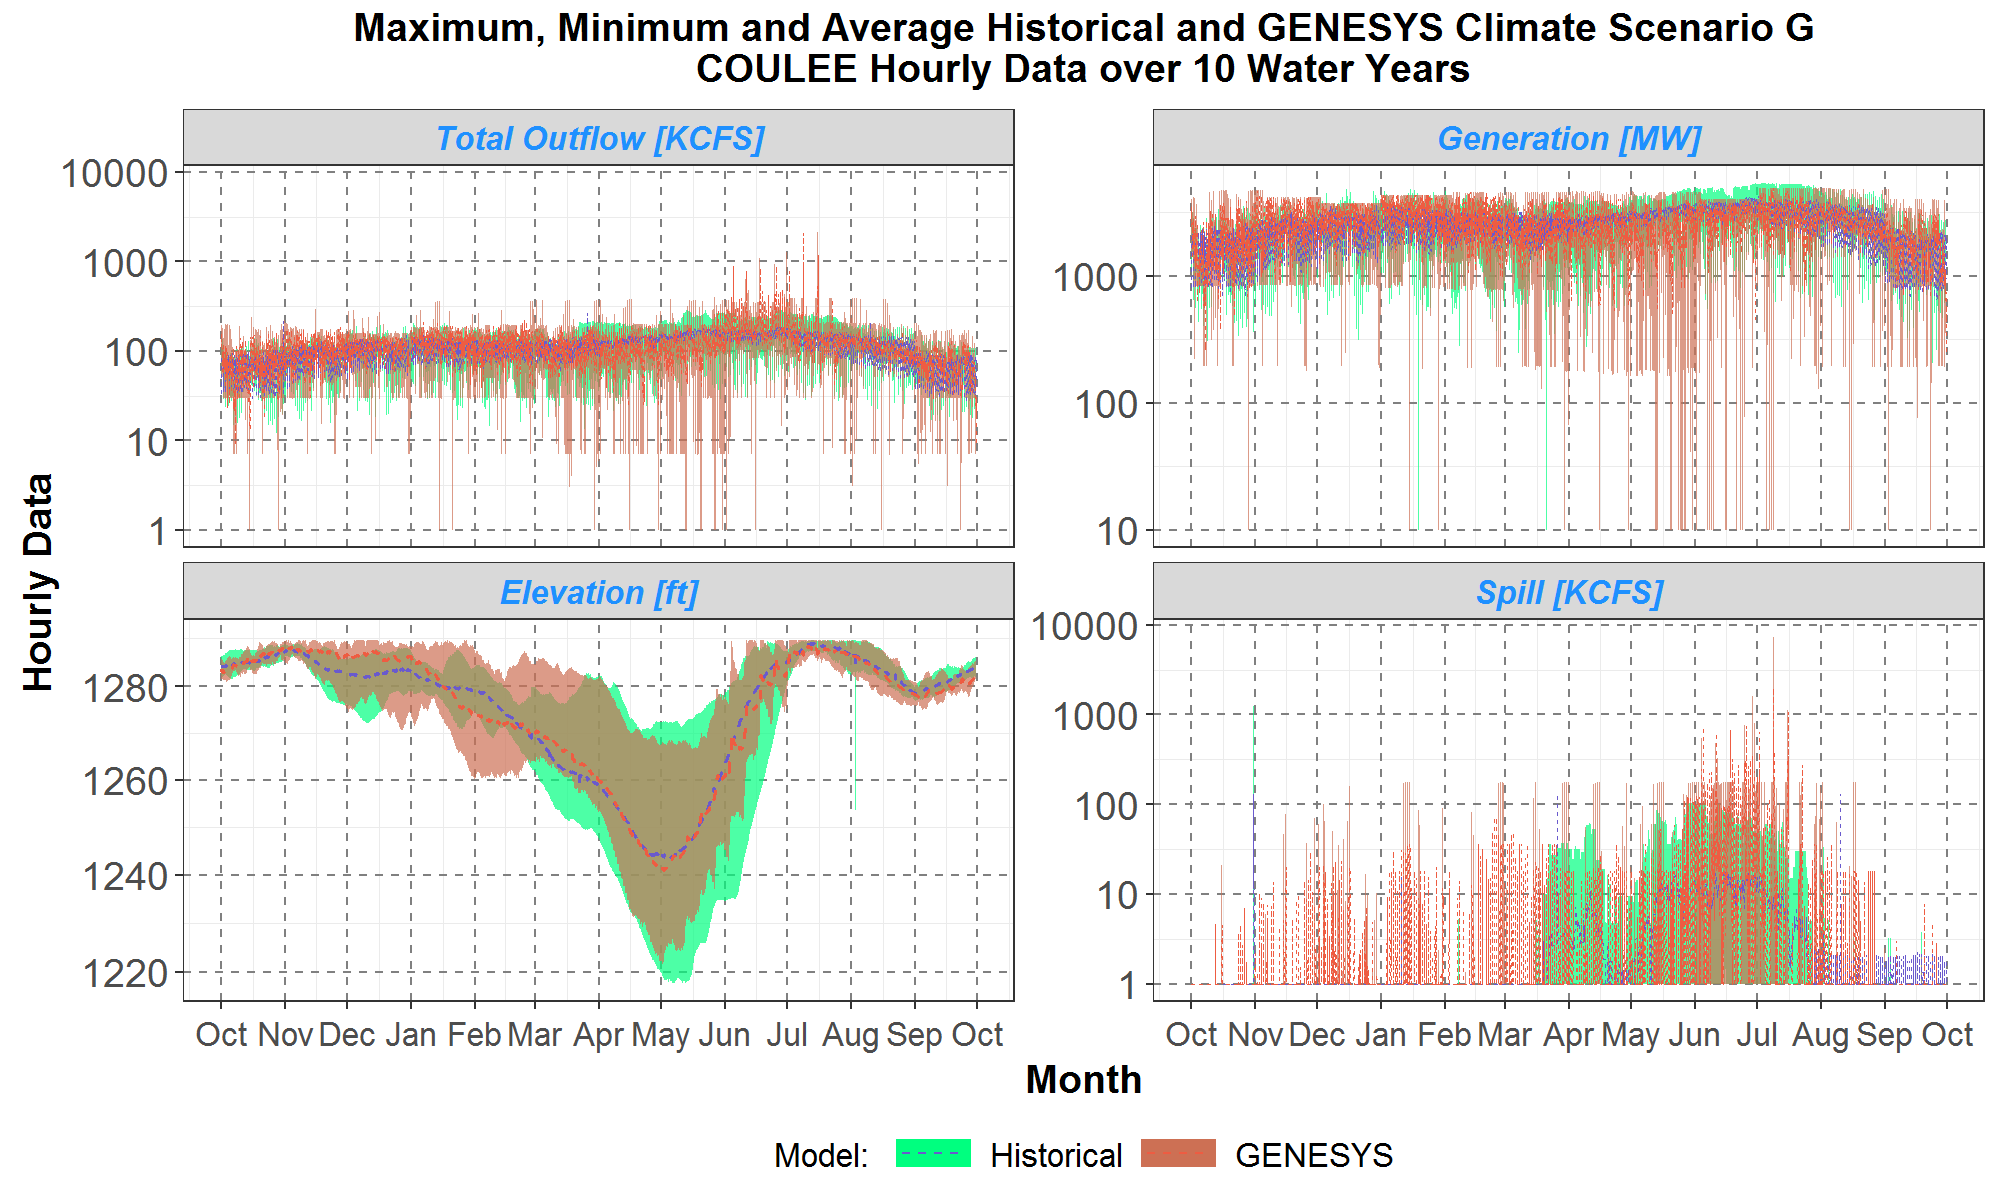 Maximum, Minimum and Average Historical and GENESYS Climate Scenario G
COULEE Hourly Data over 10 Water Years
Total Outflow [KCFS]
10000
1000
100
10
1
Generation [MW]
1000
100
10
Hourly Data
Elevation [ft]
1280
1260
1240
1220
Oct Nov Dec Jan Feb Mar Apr May Jun Jul Aug Sep Oct
Spill [KCFS]
10000
1000
100
10
1
Oct Nov Dec Jan Feb Mar Apr May Jun Jul Aug Sep Oct
Month
Model: Historical GENESYS